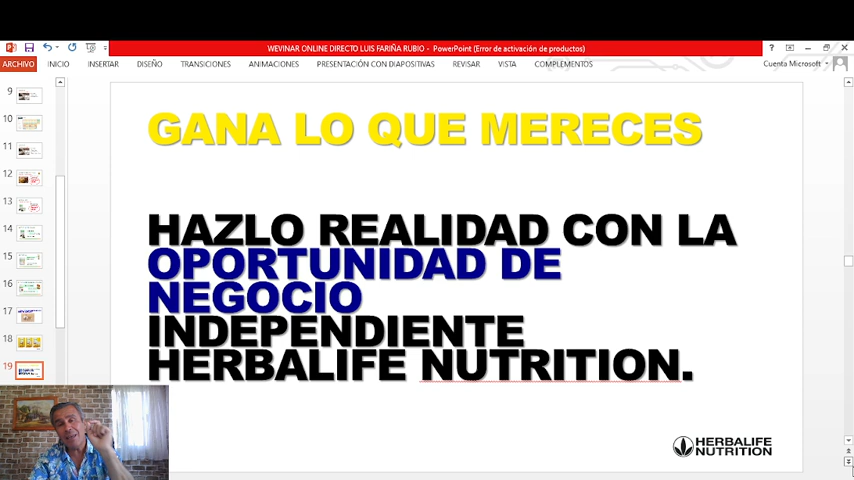 WEVINAR ONLINE DIRECTO LUIS FARIÑA RUBIO - PowerPoint (Error de activación de productos)
ARCHIVO INICIO INSERTAR DISEÑO TRANSICIONES ANIMACIONES PRESENTACIÓN CON DIAPOSITIVAS REVISAR VISTA COMPLEMENTOS Cuenta Microsoft
9
10
11
12
13
14
15
16
17
18
19
GANA LO QUE MERECES
HAZLO REALIDAD CON LA
OPORTUNIDAD DE
NEGOCIO
INDEPENDIENTE
HERBALIFE NUTRITION.
HERBALIFE
NUTRITION